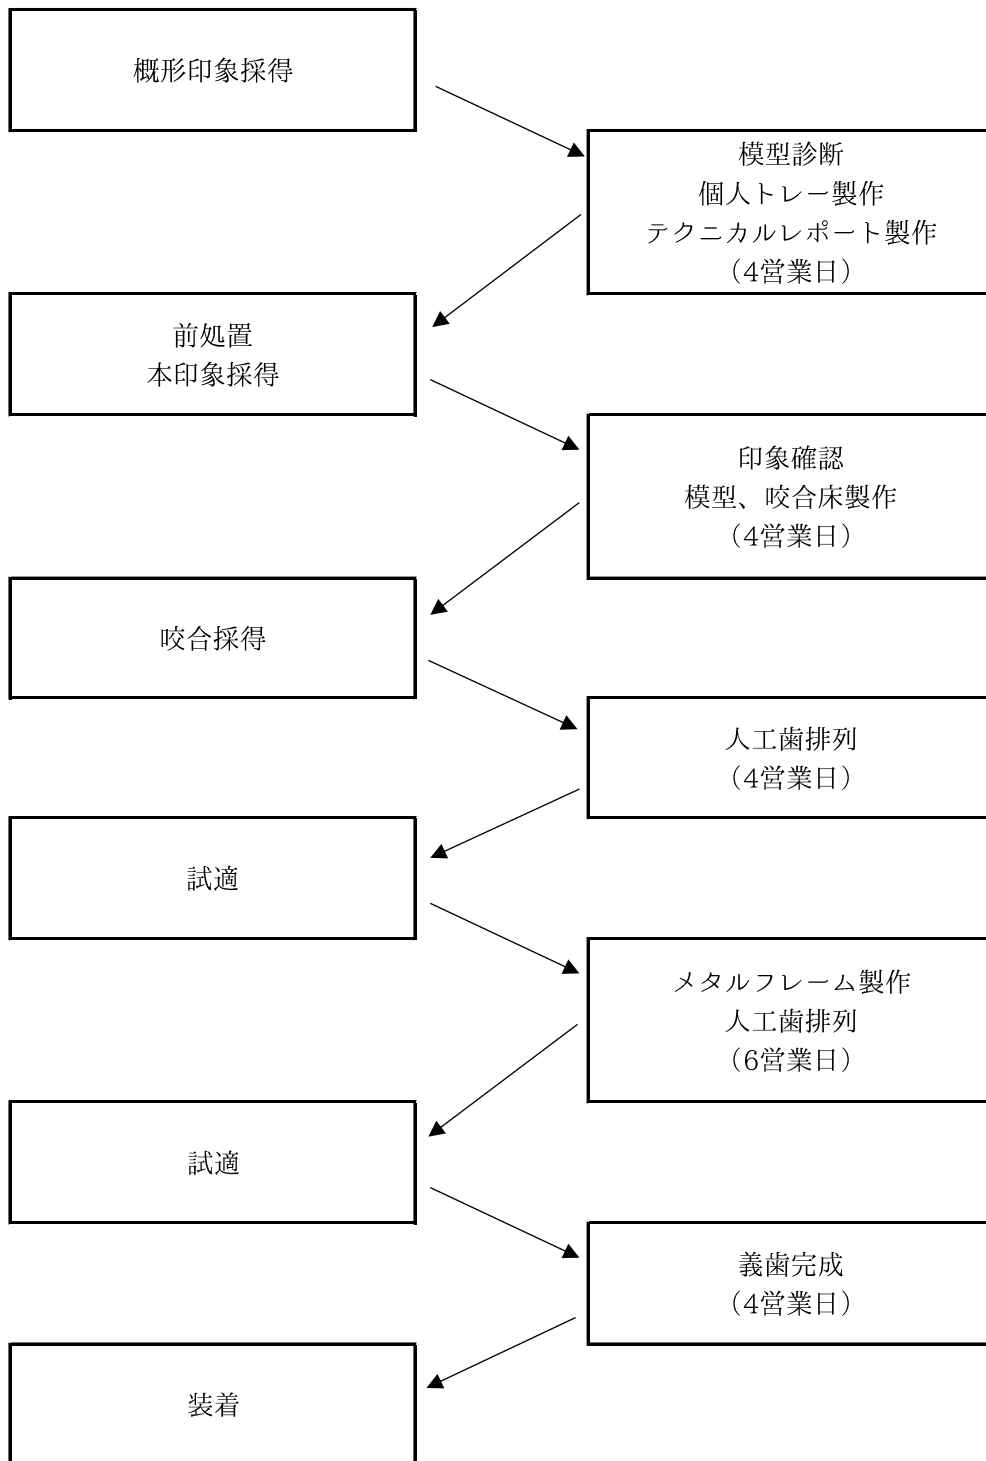 概形印象採得
模型診断
個人トレー製作
テクニカルレポート製作
（4営業日）
前処置
本印象採得
印象確認
模型、咬合床製作
（4営業日）
咬合採得
人工歯排列
（4営業日）
試適
メタルフレーム製作
人工歯排列
（6営業日）
試適
義歯完成
（4営業日）
装着